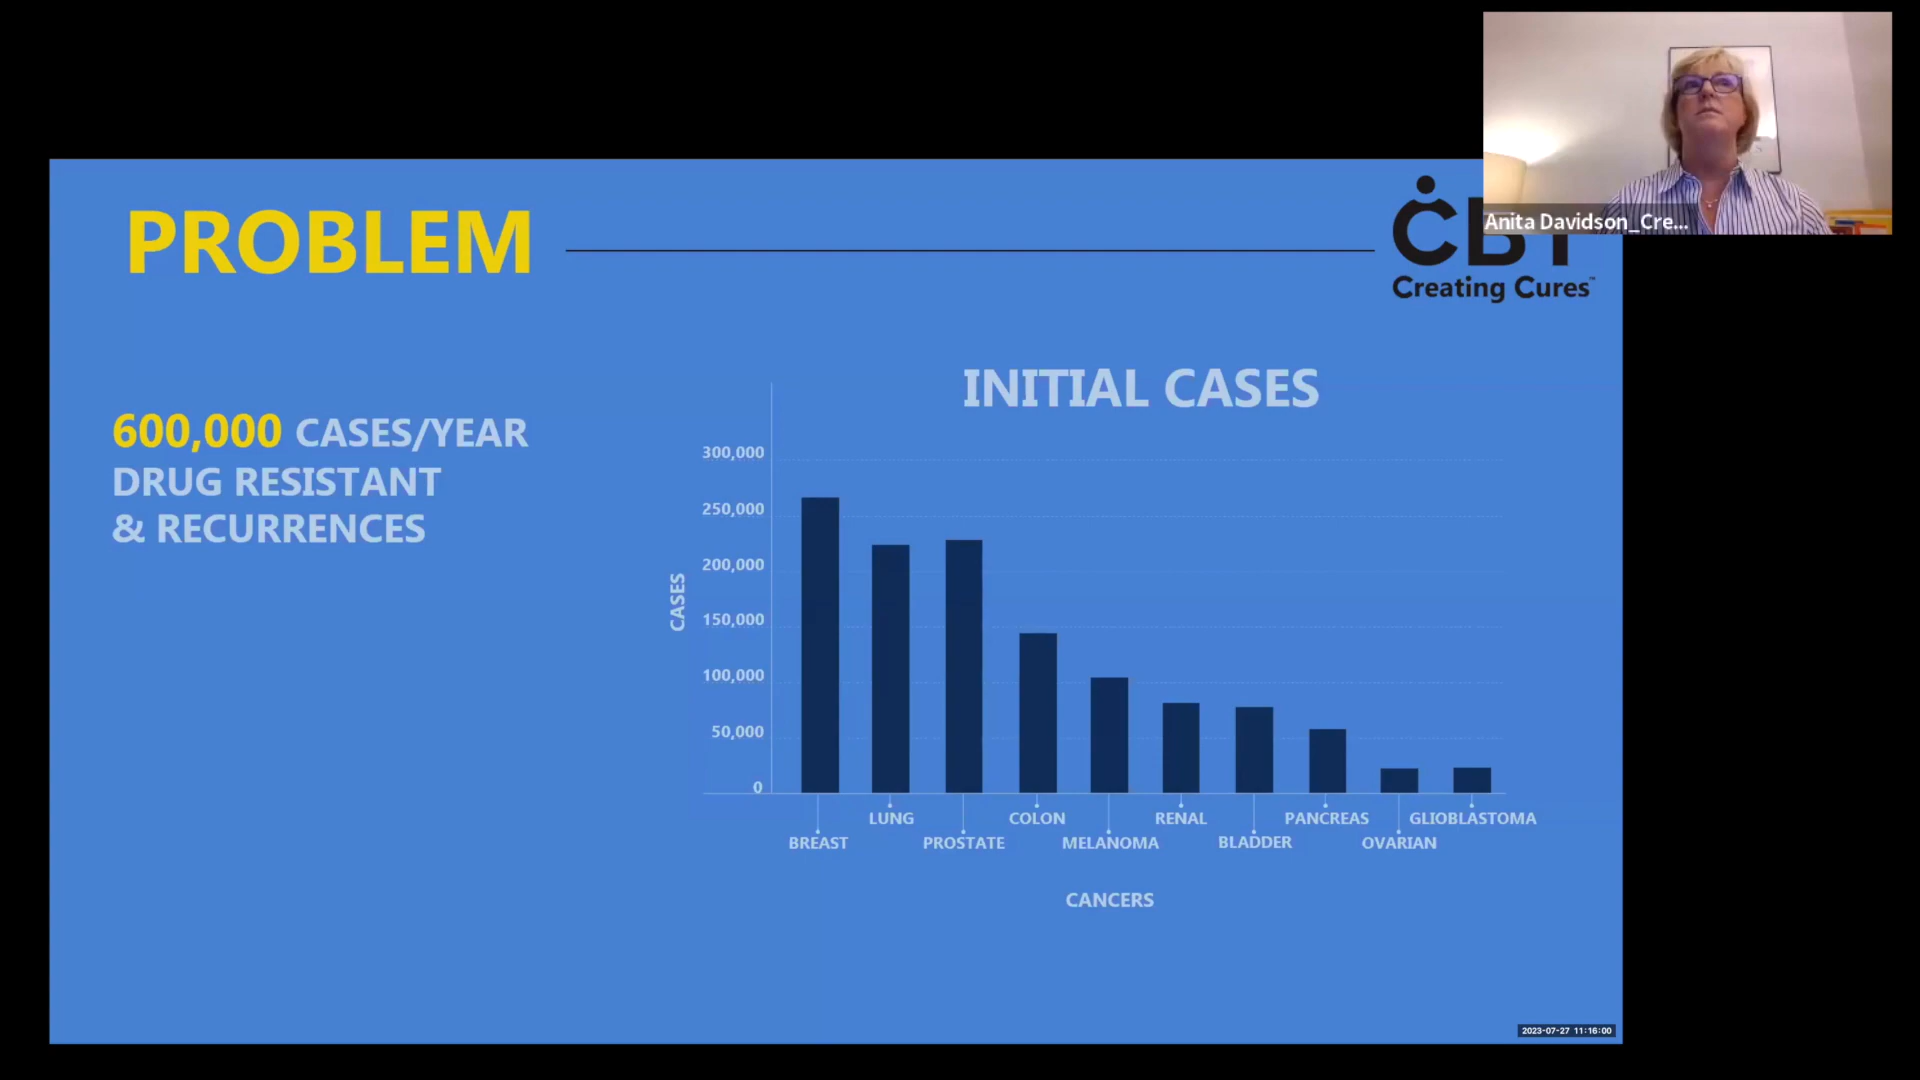 Anita Davidson_Cre...
PROBLEM
CBT
Creating Cures™
600,000 CASES/YEAR
DRUG RESISTANT
& RECURRENCES
INITIAL CASES
CASES
300,000
250,000
200,000
150,000
100,000
50,000
0
LUNG COLON RENAL PANCREAS GLIOBLASTOMA
BREAST PROSTATE MELANOMA BLADDER OVARIAN
CANCERS
2023-07-27 11:16:00